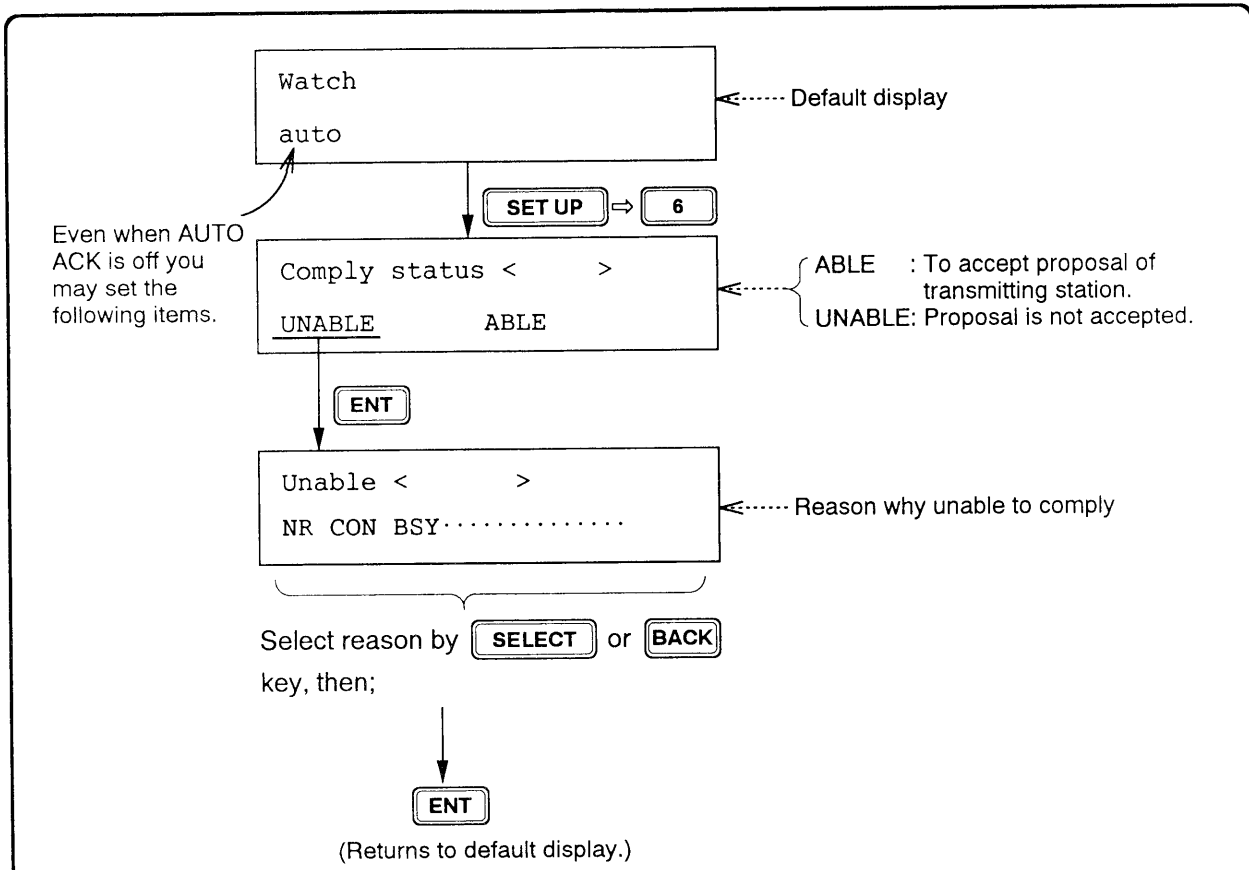 Watch
auto
Default display
SET UP ⇨ 6
Even when AUTO
ACK is off you
may set the
following items.
Comply status < >
UNABLE ABLE
ABLE : To accept proposal of
transmitting station.
UNABLE: Proposal is not accepted.
ENT
Unable < >
NR CON BSY··············
Reason why unable to comply
Select reason by SELECT or BACK
key, then;
ENT
(Returns to default display.)